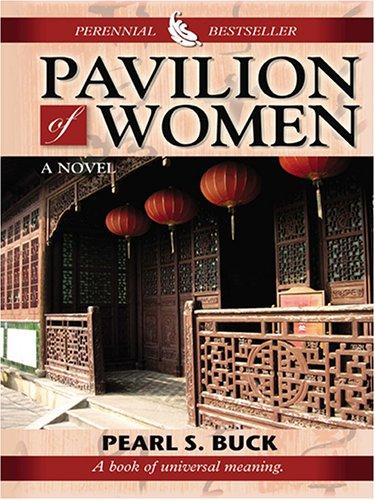 PERENNIAL BESTSELLER
PAVILION
of WOMEN
A NOVEL
PEARL S. BUCK
A book of universal meaning.